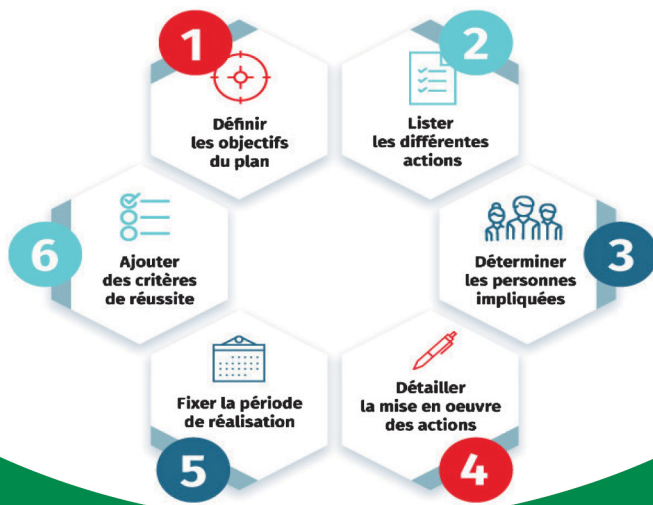 1
Définir
les objectifs
du plan
2
Lister
les différentes
actions
3
Déterminer
les personnes
impliquées
4
Détailler
la mise en oeuvre
des actions
5
Fixer la période
de réalisation
6
Ajouter
des critères
de réussite